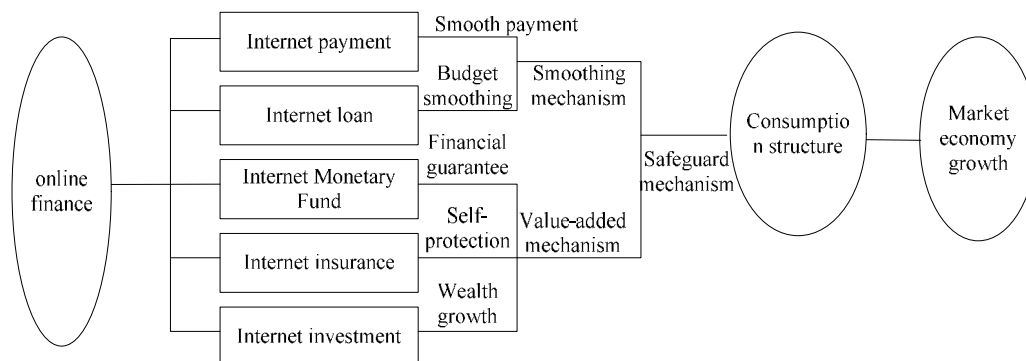 online
finance
Internet payment
Internet loan
Internet Monetary
Fund
Internet insurance
Internet investment
Smooth payment
Budget
smoothing
Financial
guarantee
Self-
protection
Wealth
growth
Smoothing
mechanism
Value-added
mechanism
Safeguard
mechanism
Consumptio
n structure
Market
economy
growth